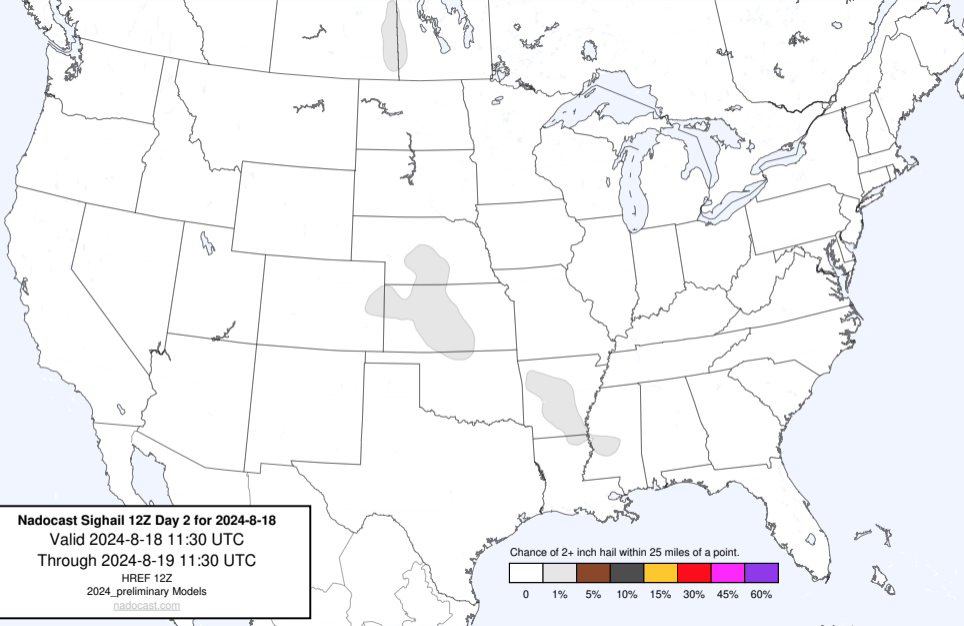 Nadocast Sighail 12Z Day 2 for 2024-8-18
Valid 2024-8-18 11:30 UTC
Through 2024-8-19 11:30 UTC
HREF 12Z
2024_preliminary Models
nadocast.com
Chance of 2+ inch hail within 25 miles of a point.
0 1% 5% 10% 15% 30% 45% 60%